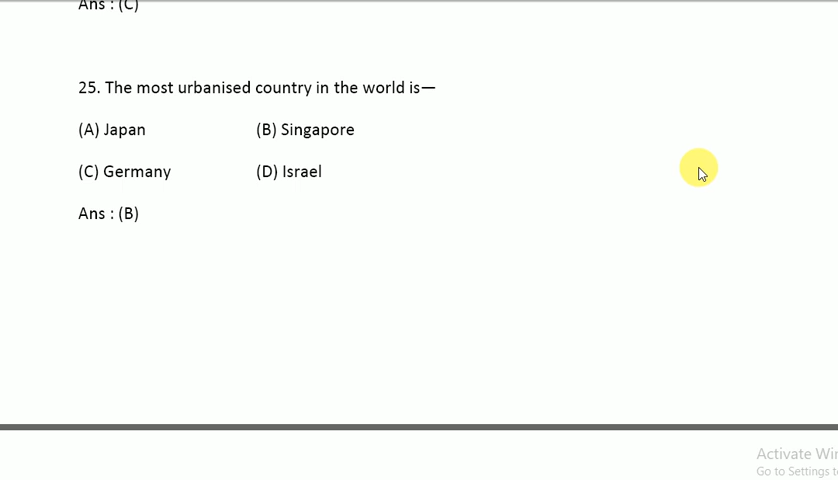 Ans : (C)
25. The most urbanised country in the world is—
(A) Japan (B) Singapore
(C) Germany (D) Israel
Ans : (B)
Activate Win
Go to Settings t